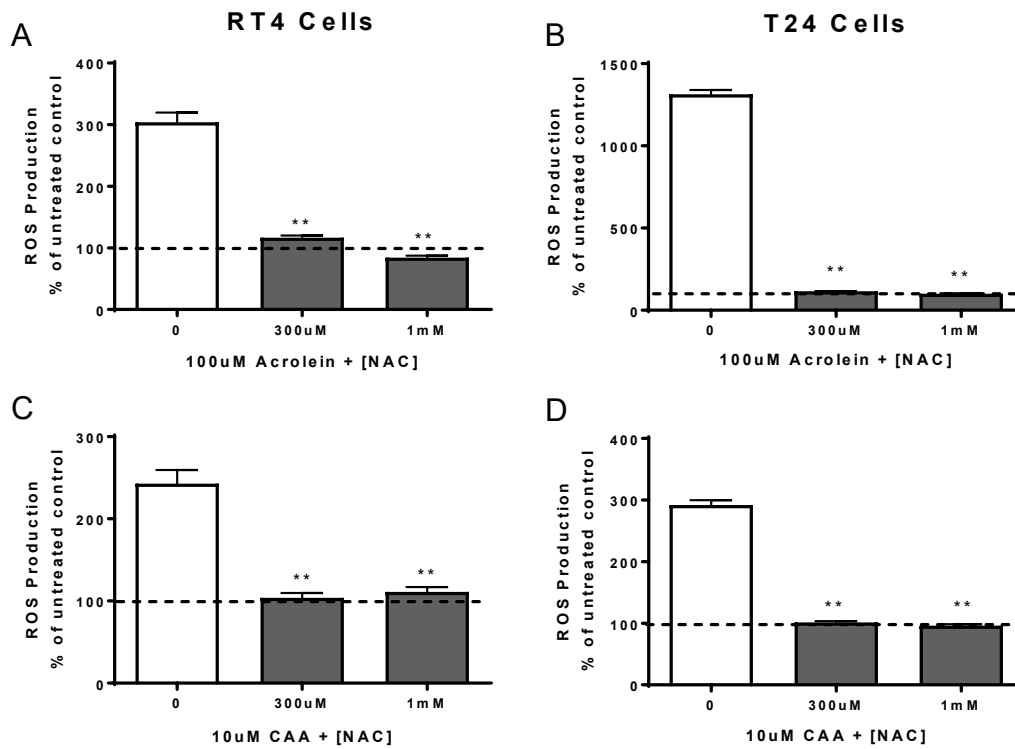 RT4 Cells
T24 Cells
A
ROS Production
% of untreated control
400
300
200
100
0
**
**
0
300uM
1mM
100uM Acrolein + [NAC]
B
ROS Production
% of untreated control
1500
1000
500
0
**
**
0
300uM
1mM
100uM Acrolein + [NAC]
C
ROS Production
% of untreated control
300
200
100
0
**
**
0
300uM
1mM
10uM CAA + [NAC]
D
ROS Production
% of untreated control
400
300
200
100
0
**
**
0
300uM
1mM
10uM CAA + [NAC]